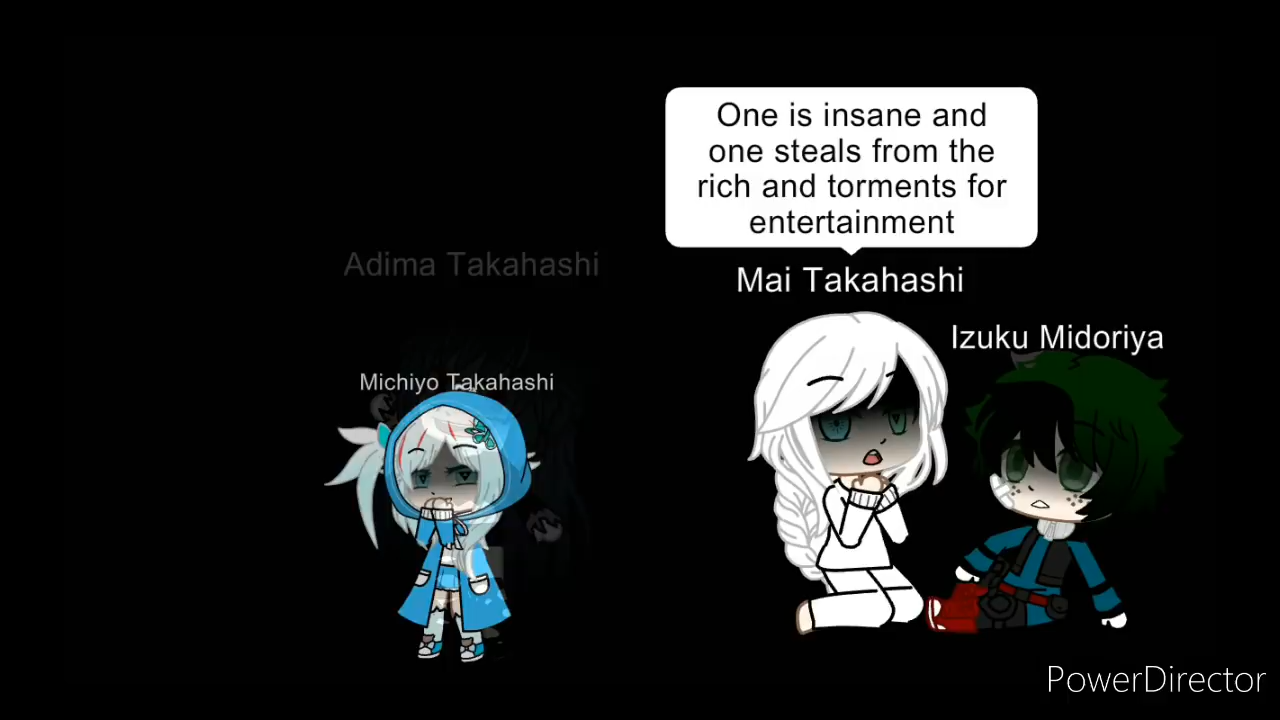 One is insane and
one steals from the
rich and torments for
entertainment
Adima Takahashi
Mai Takahashi
Izuku Midoriya
Michiyo Takahashi
PowerDirector